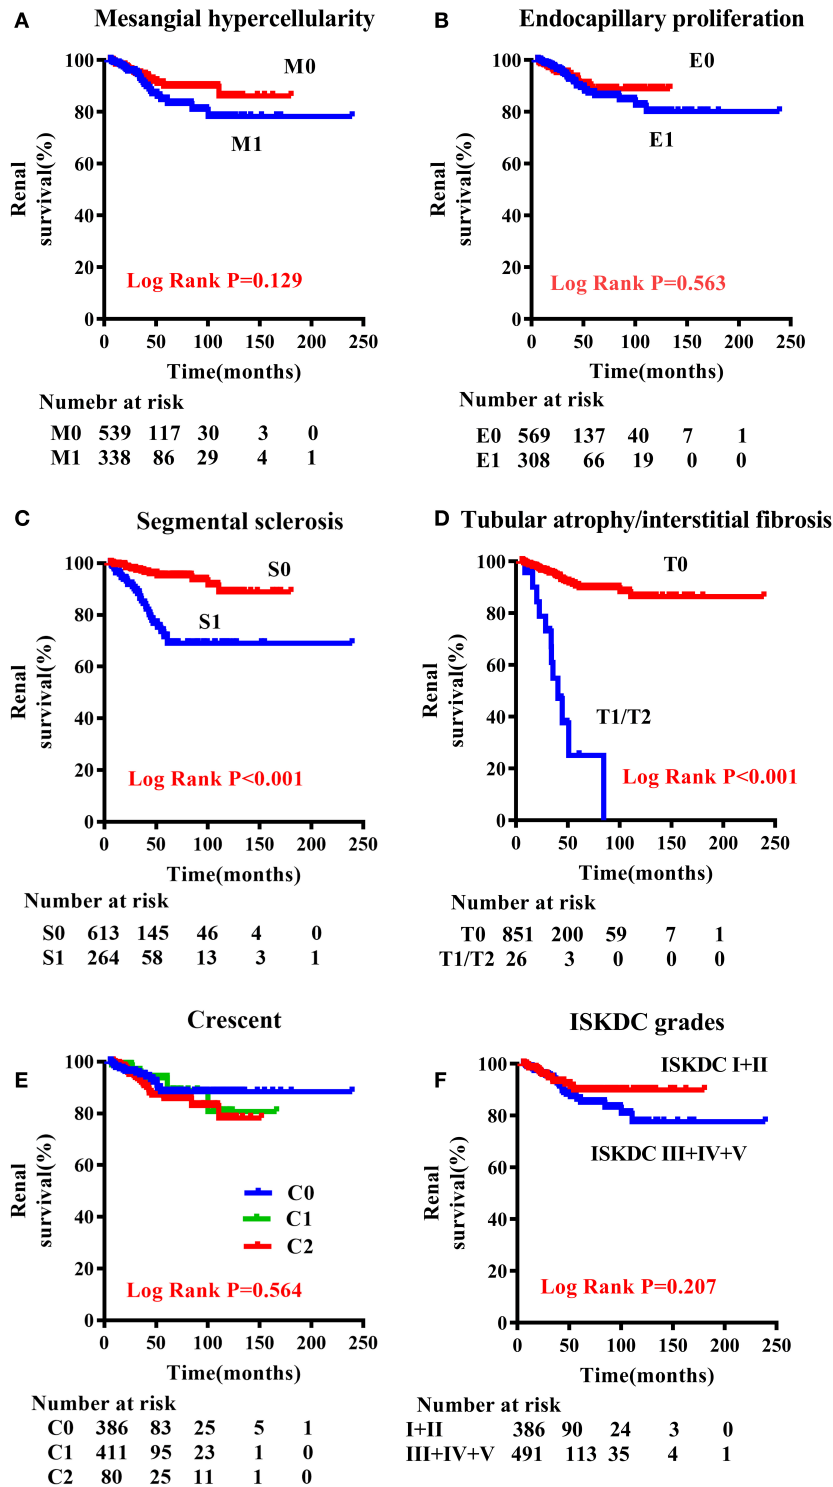 A Mesangial hypercellularity
100
80
60
40
20
0
Renal
survival(%)
M0
M1
Log Rank P=0.129
0 50 100 150 200 250
Time(months)
Numebr at risk
M0 539 117 30 3 0
M1 338 86 29 4 1
B Endocapillary proliferation
100
80
60
40
20
0
Renal
survival(%)
E0
E1
Log Rank P=0.563
0 50 100 150 200 250
Time(months)
Number at risk
E0 569 137 40 7 1
E1 308 66 19 0 0
C Segmental sclerosis
100
80
60
40
20
0
Renal
survival(%)
S0
S1
Log Rank P<0.001
0 50 100 150 200 250
Time(months)
Number at risk
S0 613 145 46 4 0
S1 264 58 13 3 1
D Tubular atrophy/interstitial fibrosis
100
80
60
40
20
0
Renal
survival(%)
T0
T1/T2
Log Rank P<0.001
0 50 100 150 200 250
Time(months)
Number at risk
T0 851 200 59 7 1
T1/T2 26 3 0 0 0
E Crescent
100
80
60
40
20
0
Renal
survival(%)
C0
C1
C2
Log Rank P=0.564
0 50 100 150 200 250
Time(months)
Number at risk
C0 386 83 25 5 1
C1 411 95 23 1 0
C2 80 25 11 1 0
F ISKDC grades
100
80
60
40
20
0
Renal
survival(%)
ISKDC I+II
ISKDC III+IV+V
Log Rank P=0.207
0 50 100 150 200 250
Time(months)
Number at risk
I+II 386 90 24 3 0
III+IV+V 491 113 35 4 1